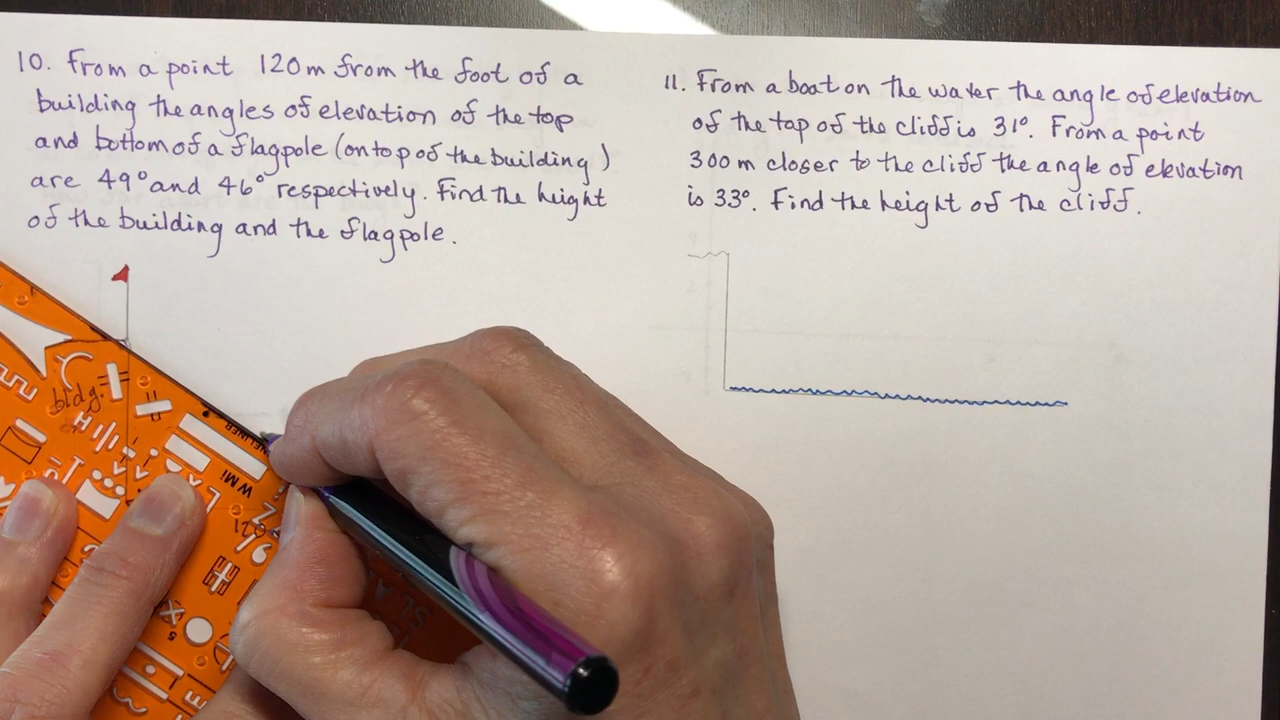 10. From a point 120m from the foot of a
building the angles of elevation of the top
and bottom of a flagpole (on top of the building)
are 49° and 46° respectively. Find the height
of the building and the flagpole.
11. From a boat on the water the angle of elevation
of the top of the cliff is 31°. From a point
300 m closer to the cliff the angle of elevation
is 33°. Find the height of the cliff.
bldg.